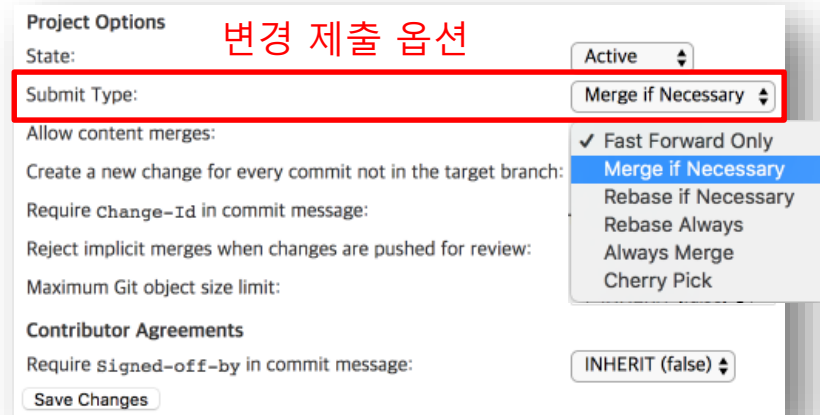 Project Options
변경 제출 옵션
State:
Active
Submit Type:
Merge if Necessary
Allow content merges:
✓ Fast Forward Only
Merge if Necessary
Create a new change for every commit not in the target branch:
Rebase if Necessary
Require Change-Id in commit message:
Rebase Always
Reject implicit merges when changes are pushed for review:
Always Merge
Maximum Git object size limit:
Cherry Pick
Contributor Agreements
Require Signed-off-by in commit message:
INHERIT (false)
Save Changes